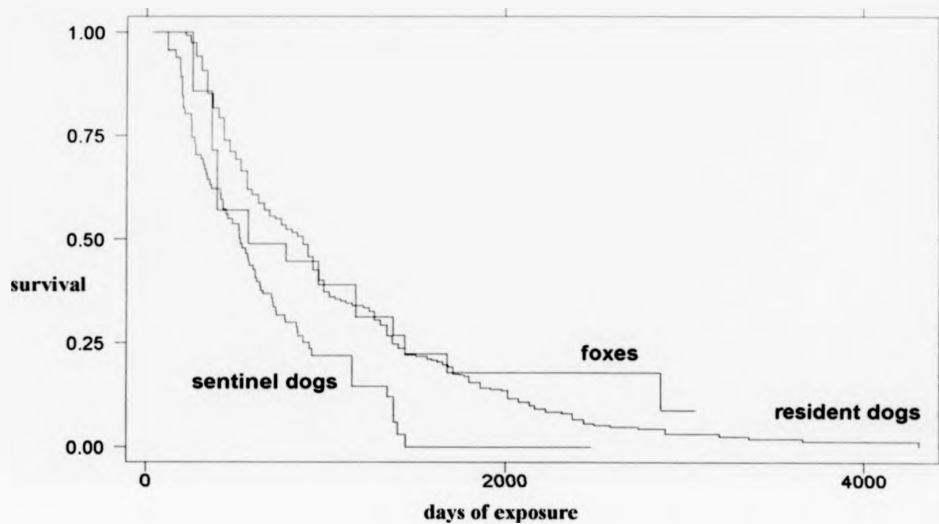 1.00
0.75
0.50
survival
0.25
0.00
foxes
sentinel dogs
resident dogs
0
2000
4000
days of exposure